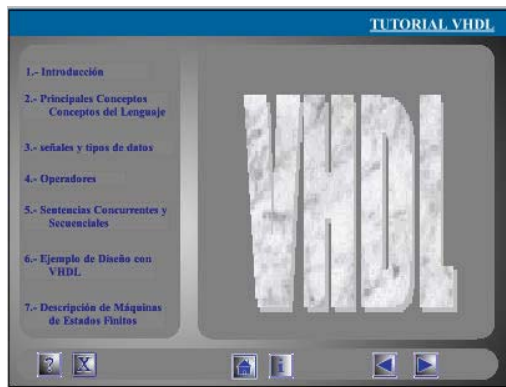 TUTORIAL VHDL
1.- Introducción
2.- Principales Conceptos
Conceptos del Lenguaje
3.- señales y tipos de datos
4.- Operadores
5.- Sentencias Concurrentes y
Secuenciales
6.- Ejemplo de Diseño con
VHDL
7.- Descripción de Máquinas
de Estados Finitos
VHDL
? X i